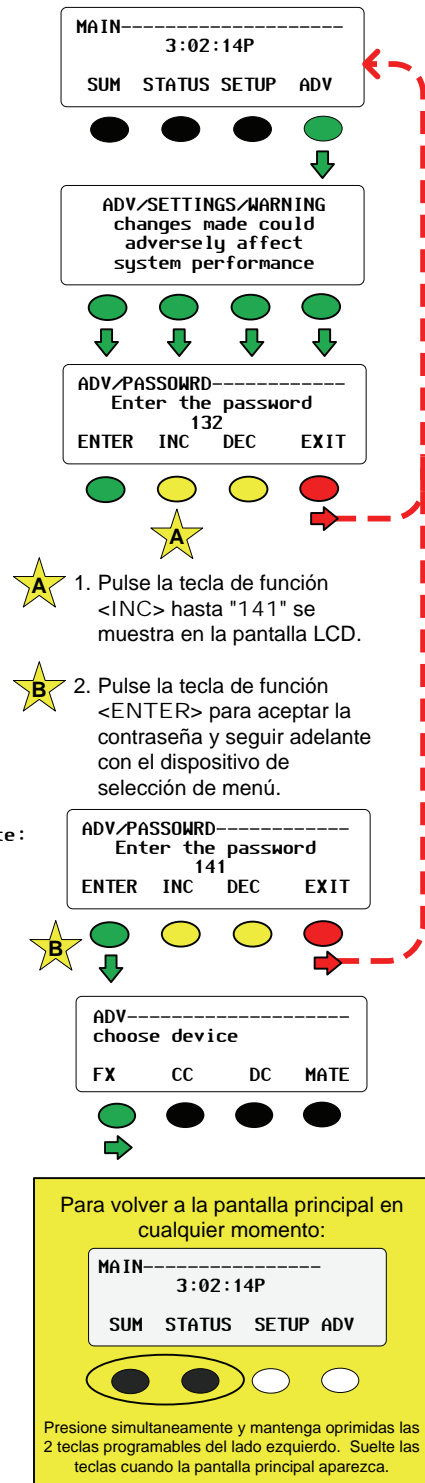 MAIN-----------------
3:02:14P
SUM STATUS SETUP ADV
ADV/SETTINGS/WARNING
changes made could
adversely affect
system performance
ADV/PASSOWRD------------
Enter the password
132
ENTER INC DEC EXIT
A
A 1. Pulse la tecla de función
<INC> hasta "141" se
muestra en la pantalla LCD.
B 2. Pulse la tecla de función
<ENTER> para aceptar la
contraseña y seguir adelante
con el dispositivo de
selección de menú.
ADV/PASSOWRD------------
Enter the password
141
ENTER INC DEC EXIT
B
ADV--------------------
choose device
FX CC DC MATE
Para volver a la pantalla principal en
cualquier momento:
MAIN-----------------
3:02:14P
SUM STATUS SETUP ADV
Presione simultaneamente y mantenga oprimidas las
2 teclas programables del lado ezquierdo. Suelte las
teclas cuando la pantalla principal aparezca.